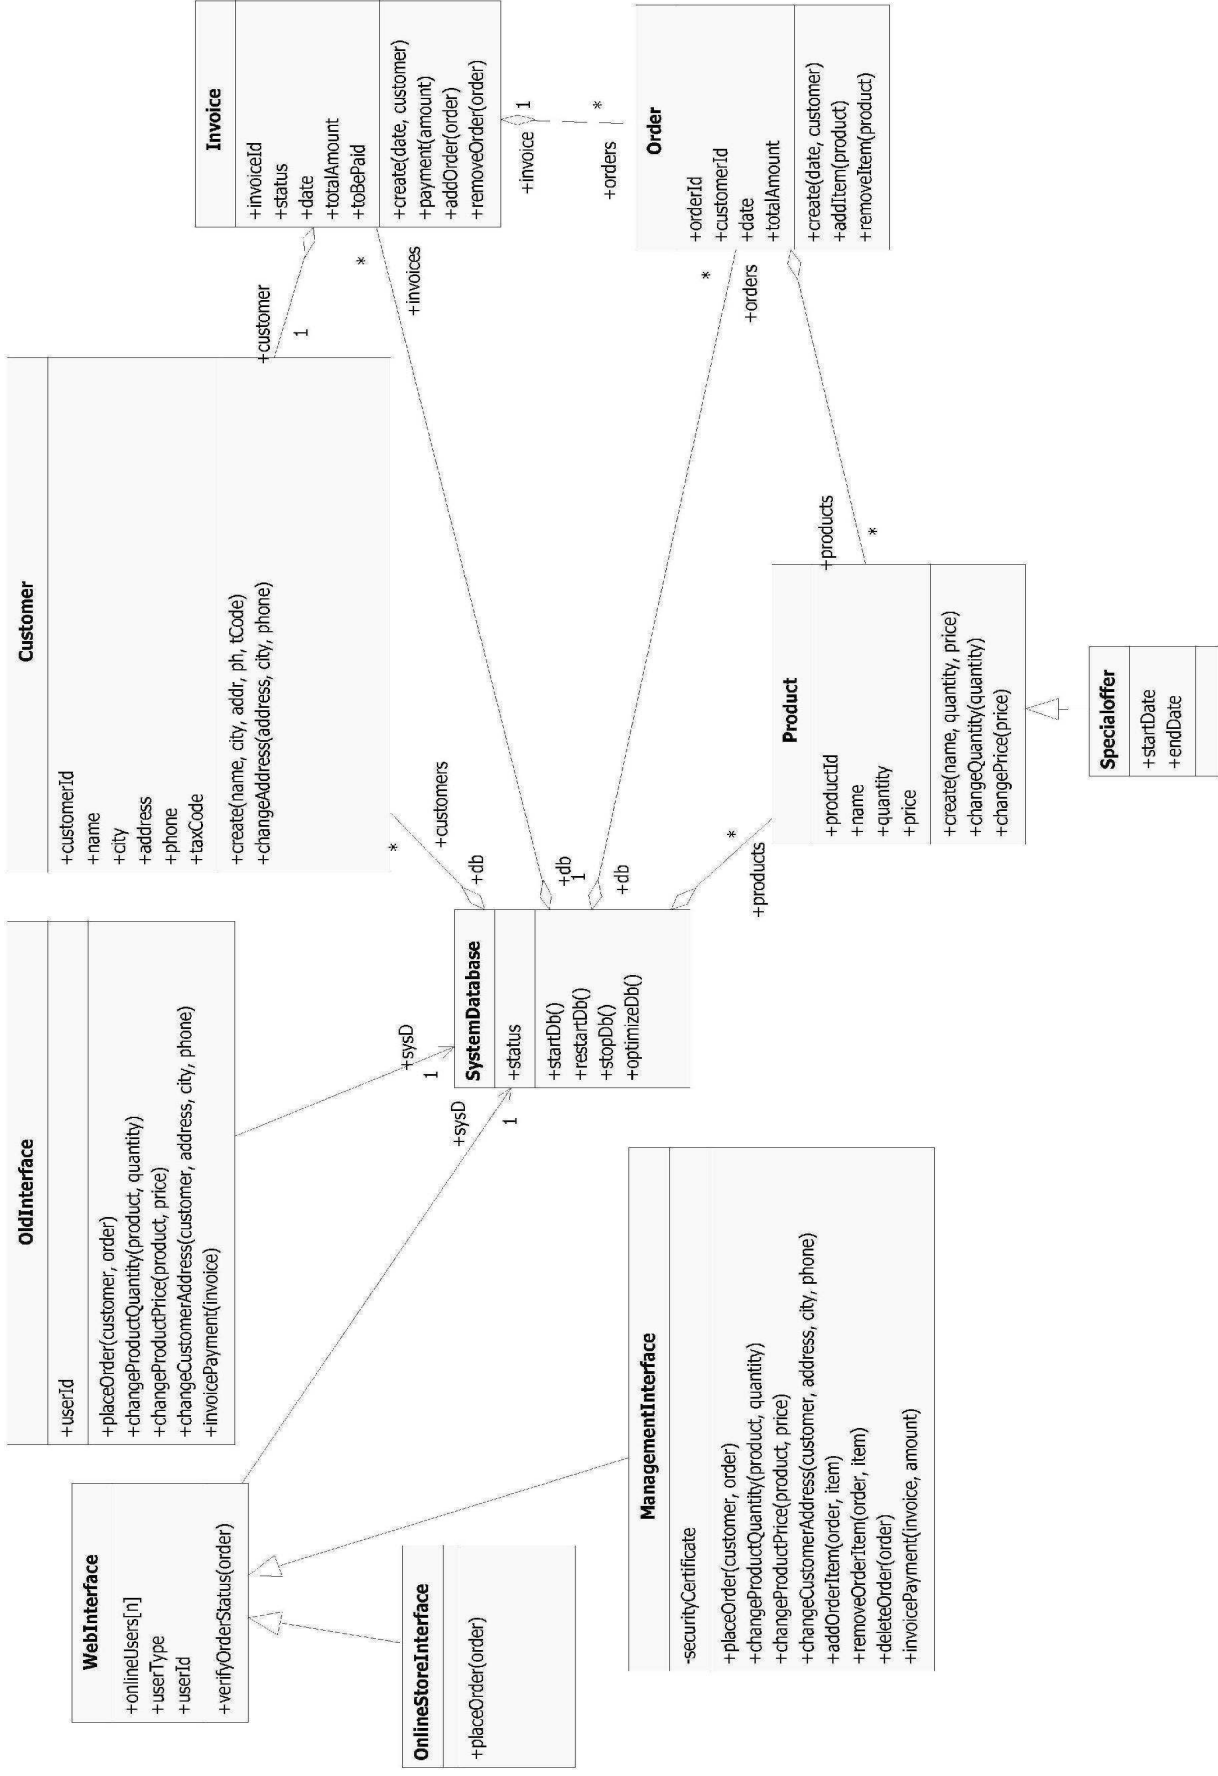 WebInterface
+onlineUsers[n]
+userType
+userId
+verifyOrderStatus(order)
OldInterface
+userId
+placeOrder(customer, order)
+changeProductQuantity(product, quantity)
+changeProductPrice(product, price)
+changeCustomerAddress(customer, address, city, phone)
+invoicePayment(invoice)
Customer
+customerId
+name
+city
+address
+phone
+taxCode
+create(name, city, addr, ph, tCode)
+changeAddress(address, city, phone)
Invoice
+invoiceId
+status
+date
+totalAmount
+toBePaid
+create(date, customer)
+payment(amount)
+addOrder(order)
+removeOrder(order)
+customer
1
*
+invoices
+invoice
1
+orders
*
OnlineStoreInterface
+placeOrder(order)
+sysD
1
+sysD
1
SystemDatabase
+status
+startDb()
+restartDb()
+stopDb()
+optimizeDb()
*
+customers
+db
+db
1
+db
+products
*
Order
+orderId
+customerId
+date
+totalAmount
+create(date, customer)
+addItem(product)
+removeItem(product)
*
+orders
ManagementInterface
-securityCertificate
+placeOrder(customer, order)
+changeProductQuantity(product, quantity)
+changeProductPrice(product, price)
+changeCustomerAddress(customer, address, city, phone)
+addOrderItem(order, item)
+removeOrderItem(order, item)
+deleteOrder(order)
+invoicePayment(invoice, amount)
Product
+productId
+name
+quantity
+price
+create(name, quantity, price)
+changeQuantity(quantity)
+changePrice(price)
+products
*
Specialoffer
+startDate
+endDate